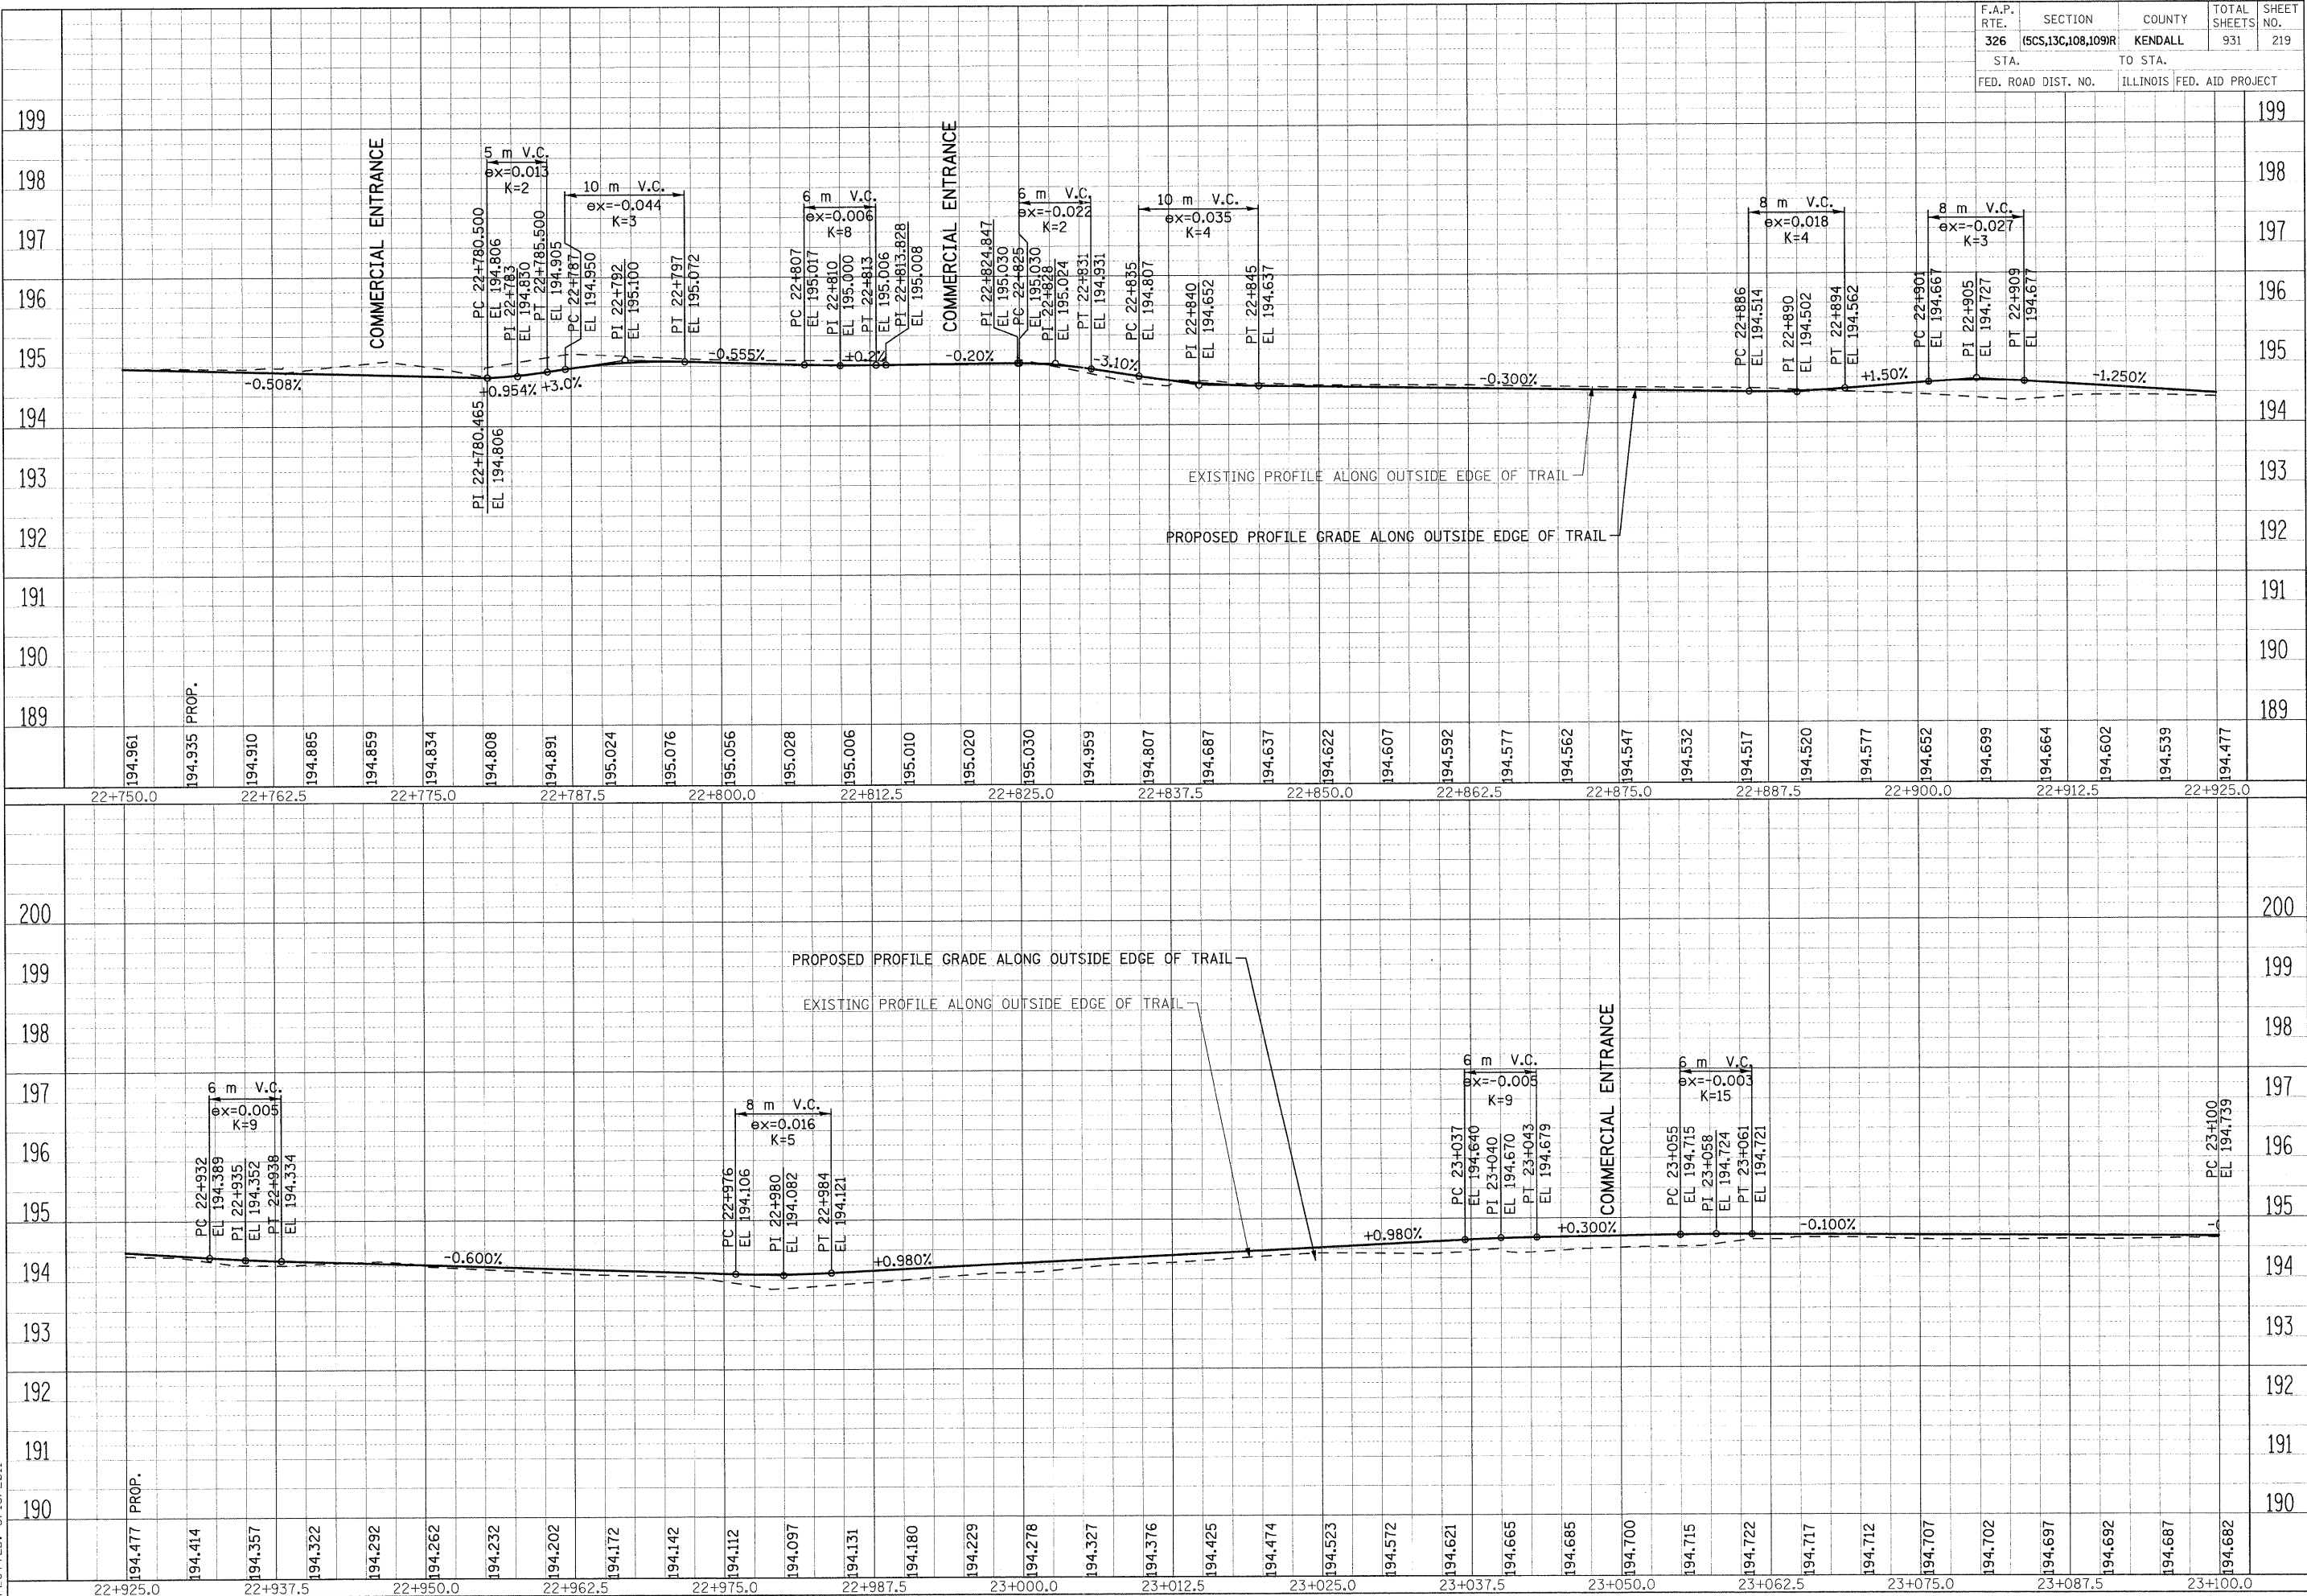 F.A.P. RTE. SECTION COUNTY TOTAL SHEETS SHEET NO.
326 (5CS,13C,108,109)R KENDALL 931 219
STA. TO STA.
FED. ROAD DIST. NO. ILLINOIS FED. AID PROJECT
199 199
198 198
197 197
196 196
195 195
194 194
193 193
192 192
191 191
190 190
189 189
COMMERCIAL ENTRANCE
5 m V.C.
ex=0.013
K=2
PC 22+780.500
EL 194.806
PI 22+783
EL 194.830
PT 22+785.500
EL 194.905
10 m V.C.
ex=-0.044
K=3
PC 22+787
EL 194.950
PI 22+792
EL 195.100
PT 22+797
EL 195.072
6 m V.C.
ex=0.006
K=8
PC 22+807
EL 195.017
PI 22+810
EL 195.000
PT 22+813
EL 195.006
PI 22+813.828
EL 195.008
COMMERCIAL ENTRANCE
PI 22+824.847
EL 195.030
6 m V.C.
ex=-0.022
K=2
PC 22+825
EL 195.030
PI 22+828
EL 195.024
PT 22+831
EL 194.931
10 m V.C.
ex=0.035
K=4
PC 22+835
EL 194.807
PI 22+840
EL 194.652
PT 22+845
EL 194.637
8 m V.C.
ex=0.018
K=4
PC 22+886
EL 194.514
PI 22+890
EL 194.502
PT 22+894
EL 194.562
8 m V.C.
ex=-0.027
K=3
PC 22+901
EL 194.667
PI 22+905
EL 194.727
PT 22+909
EL 194.677
-0.508%
+0.954%
+3.0%
-0.555%
+0.2%
-0.20%
-3.10%
-0.300%
+1.50%
-1.250%
PI 22+780.465
EL 194.806
EXISTING PROFILE ALONG OUTSIDE EDGE OF TRAIL
PROPOSED PROFILE GRADE ALONG OUTSIDE EDGE OF TRAIL
PROP.
194.961 194.935 194.910 194.885 194.859 194.834 194.808 194.891 195.024 195.076 195.056 195.028 195.006 195.010 195.020 195.030 194.959 194.807 194.687 194.637 194.622 194.607 194.592 194.577 194.562 194.547 194.532 194.517 194.520 194.577 194.652 194.699 194.664 194.602 194.539 194.477
22+750.0 22+762.5 22+775.0 22+787.5 22+800.0 22+812.5 22+825.0 22+837.5 22+850.0 22+862.5 22+875.0 22+887.5 22+900.0 22+912.5 22+925.0
200 200
199 199
198 198
197 197
196 196
195 195
194 194
193 193
192 192
191 191
190 190
PROPOSED PROFILE GRADE ALONG OUTSIDE EDGE OF TRAIL
EXISTING PROFILE ALONG OUTSIDE EDGE OF TRAIL
6 m V.C.
ex=0.005
K=9
PC 22+932
EL 194.389
PI 22+935
EL 194.352
PT 22+938
EL 194.334
8 m V.C.
ex=0.016
K=5
PC 22+976
EL 194.106
PI 22+980
EL 194.082
PT 22+984
EL 194.121
6 m V.C.
ex=-0.005
K=9
PC 23+037
EL 194.640
PI 23+040
EL 194.670
PT 23+043
EL 194.679
COMMERCIAL ENTRANCE
6 m V.C.
ex=-0.003
K=15
PC 23+055
EL 194.715
PI 23+058
EL 194.724
PT 23+061
EL 194.721
PC 23+100
EL 194.739
-0.600%
+0.980%
+0.980%
+0.300%
-0.100%
PROP.
194.477 194.414 194.357 194.322 194.292 194.262 194.232 194.202 194.172 194.142 194.112 194.097 194.131 194.180 194.229 194.278 194.327 194.376 194.425 194.474 194.523 194.572 194.621 194.665 194.685 194.700 194.715 194.722 194.717 194.712 194.707 194.702 194.697 194.692 194.687 194.682
22+925.0 22+937.5 22+950.0 22+962.5 22+975.0 22+987.5 23+000.0 23+012.5 23+025.0 23+037.5 23+050.0 23+062.5 23+075.0 23+087.5 23+100.0